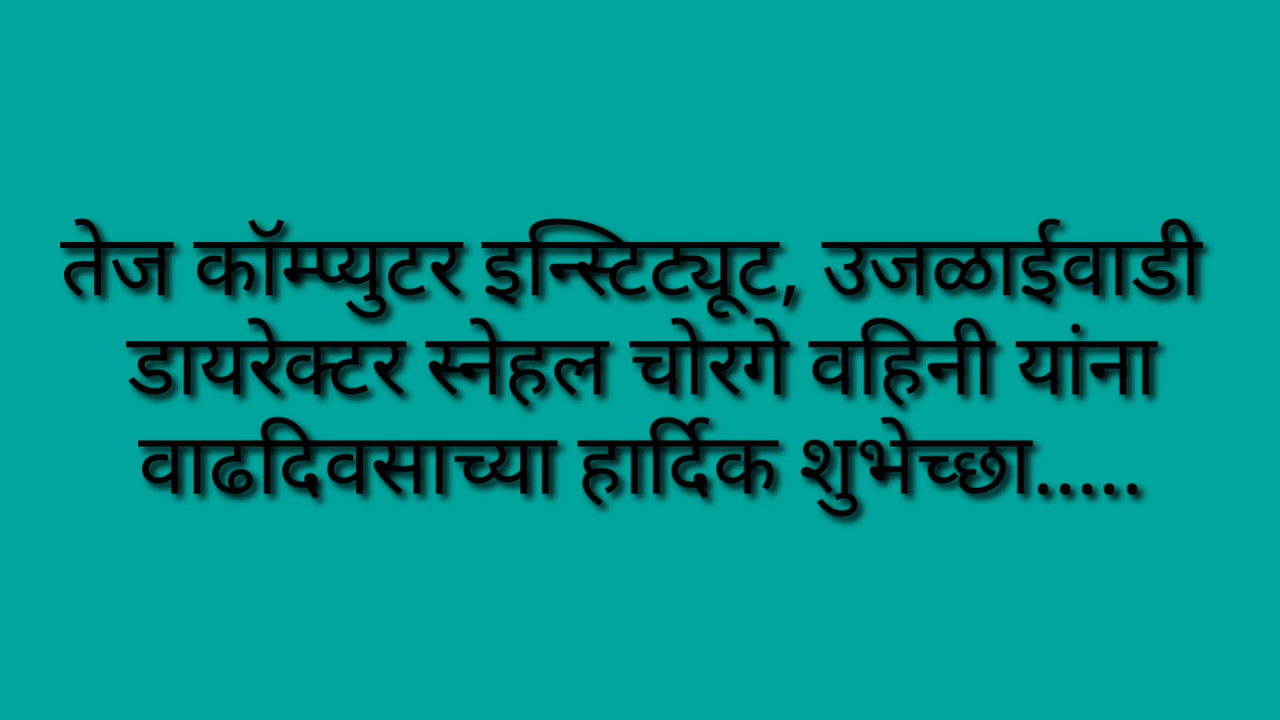 तेज कॉम्प्युटर इन्स्टिट्यूट, उजळाईवाडी
डायरेक्टर स्नेहल चोरगे वहिनी यांना
वाढदिवसाच्या हार्दिक शुभेच्छा.....